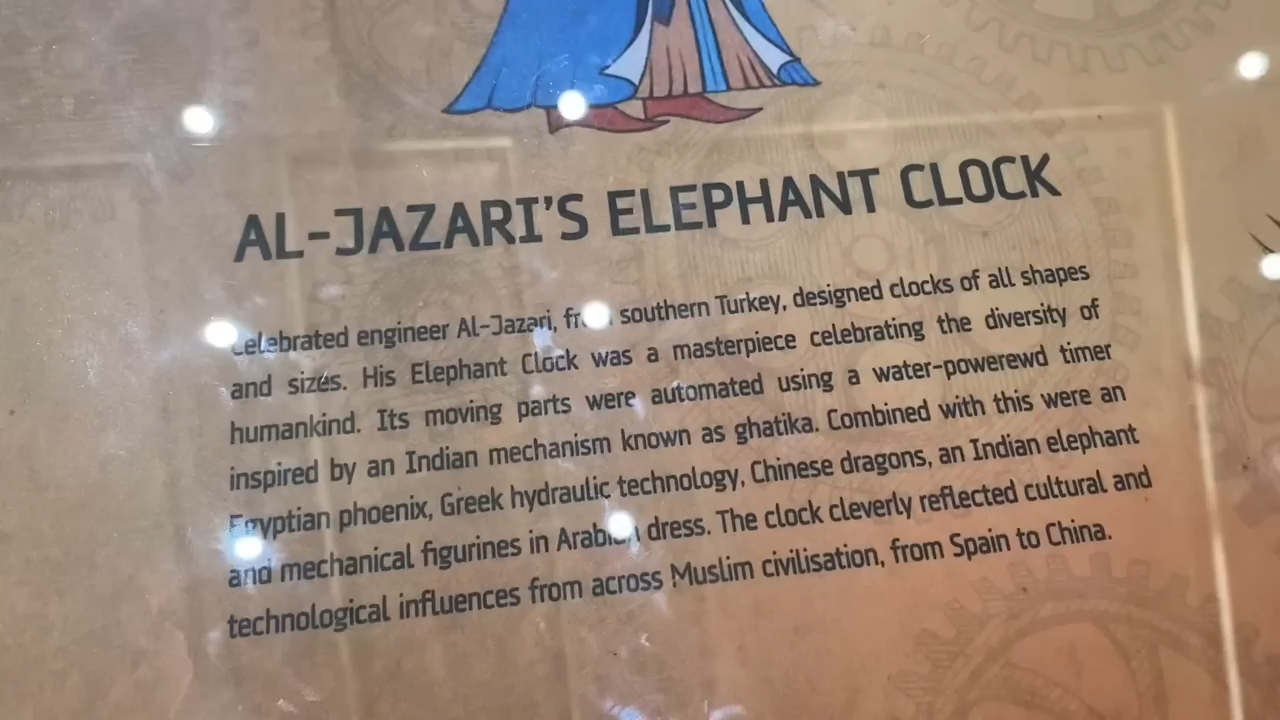 AL-JAZARI'S ELEPHANT CLOCK
Celebrated engineer Al-Jazari, from southern Turkey, designed clocks of all shapes
and sizes. His Elephant Clock was a masterpiece celebrating the diversity of
humankind. Its moving parts were automated using a water-powerewd timer
inspired by an Indian mechanism known as ghatika. Combined with this were an
Egyptian phoenix, Greek hydraulic technology, Chinese dragons, an Indian elephant
and mechanical figurines in Arabian dress. The clock cleverly reflected cultural and
technological influences from across Muslim civilisation, from Spain to China.